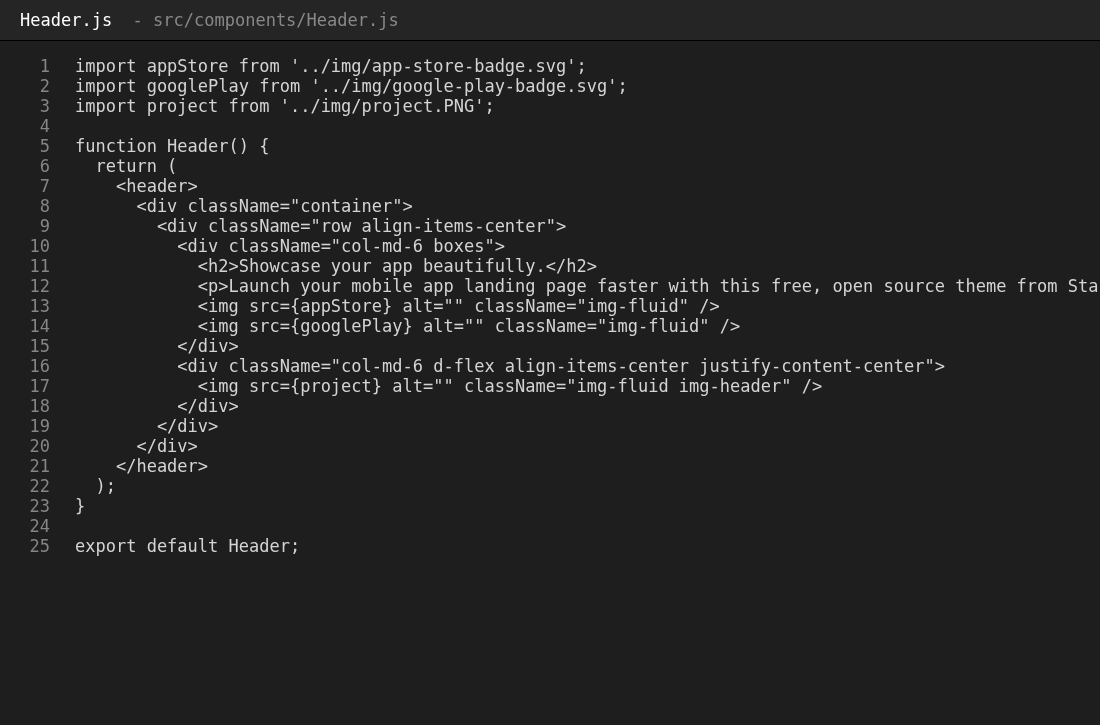 Header.js - src/components/Header.js
1 import appStore from '../img/app-store-badge.svg';
2 import googlePlay from '../img/google-play-badge.svg';
3 import project from '../img/project.PNG';
4
5 function Header() {
6   return (
7     <header>
8       <div className="container">
9         <div className="row align-items-center">
10           <div className="col-md-6 boxes">
11             <h2>Showcase your app beautifully.</h2>
12             <p>Launch your mobile app landing page faster with this free, open source theme from Sta
13             <img src={appStore} alt="" className="img-fluid" />
14             <img src={googlePlay} alt="" className="img-fluid" />
15           </div>
16           <div className="col-md-6 d-flex align-items-center justify-content-center">
17             <img src={project} alt="" className="img-fluid img-header" />
18           </div>
19         </div>
20       </div>
21     </header>
22   );
23 }
24
25 export default Header;